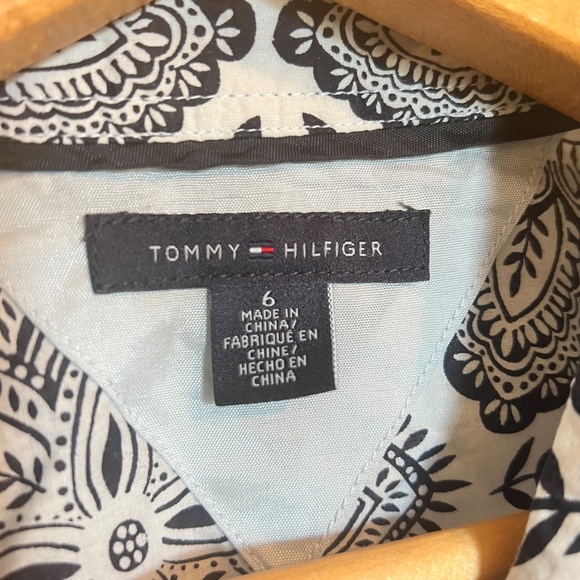 TOMMY HILFIGER
6
MADE IN
CHINA/
FABRIQUÉ EN
CHINE/
HECHO EN
CHINA